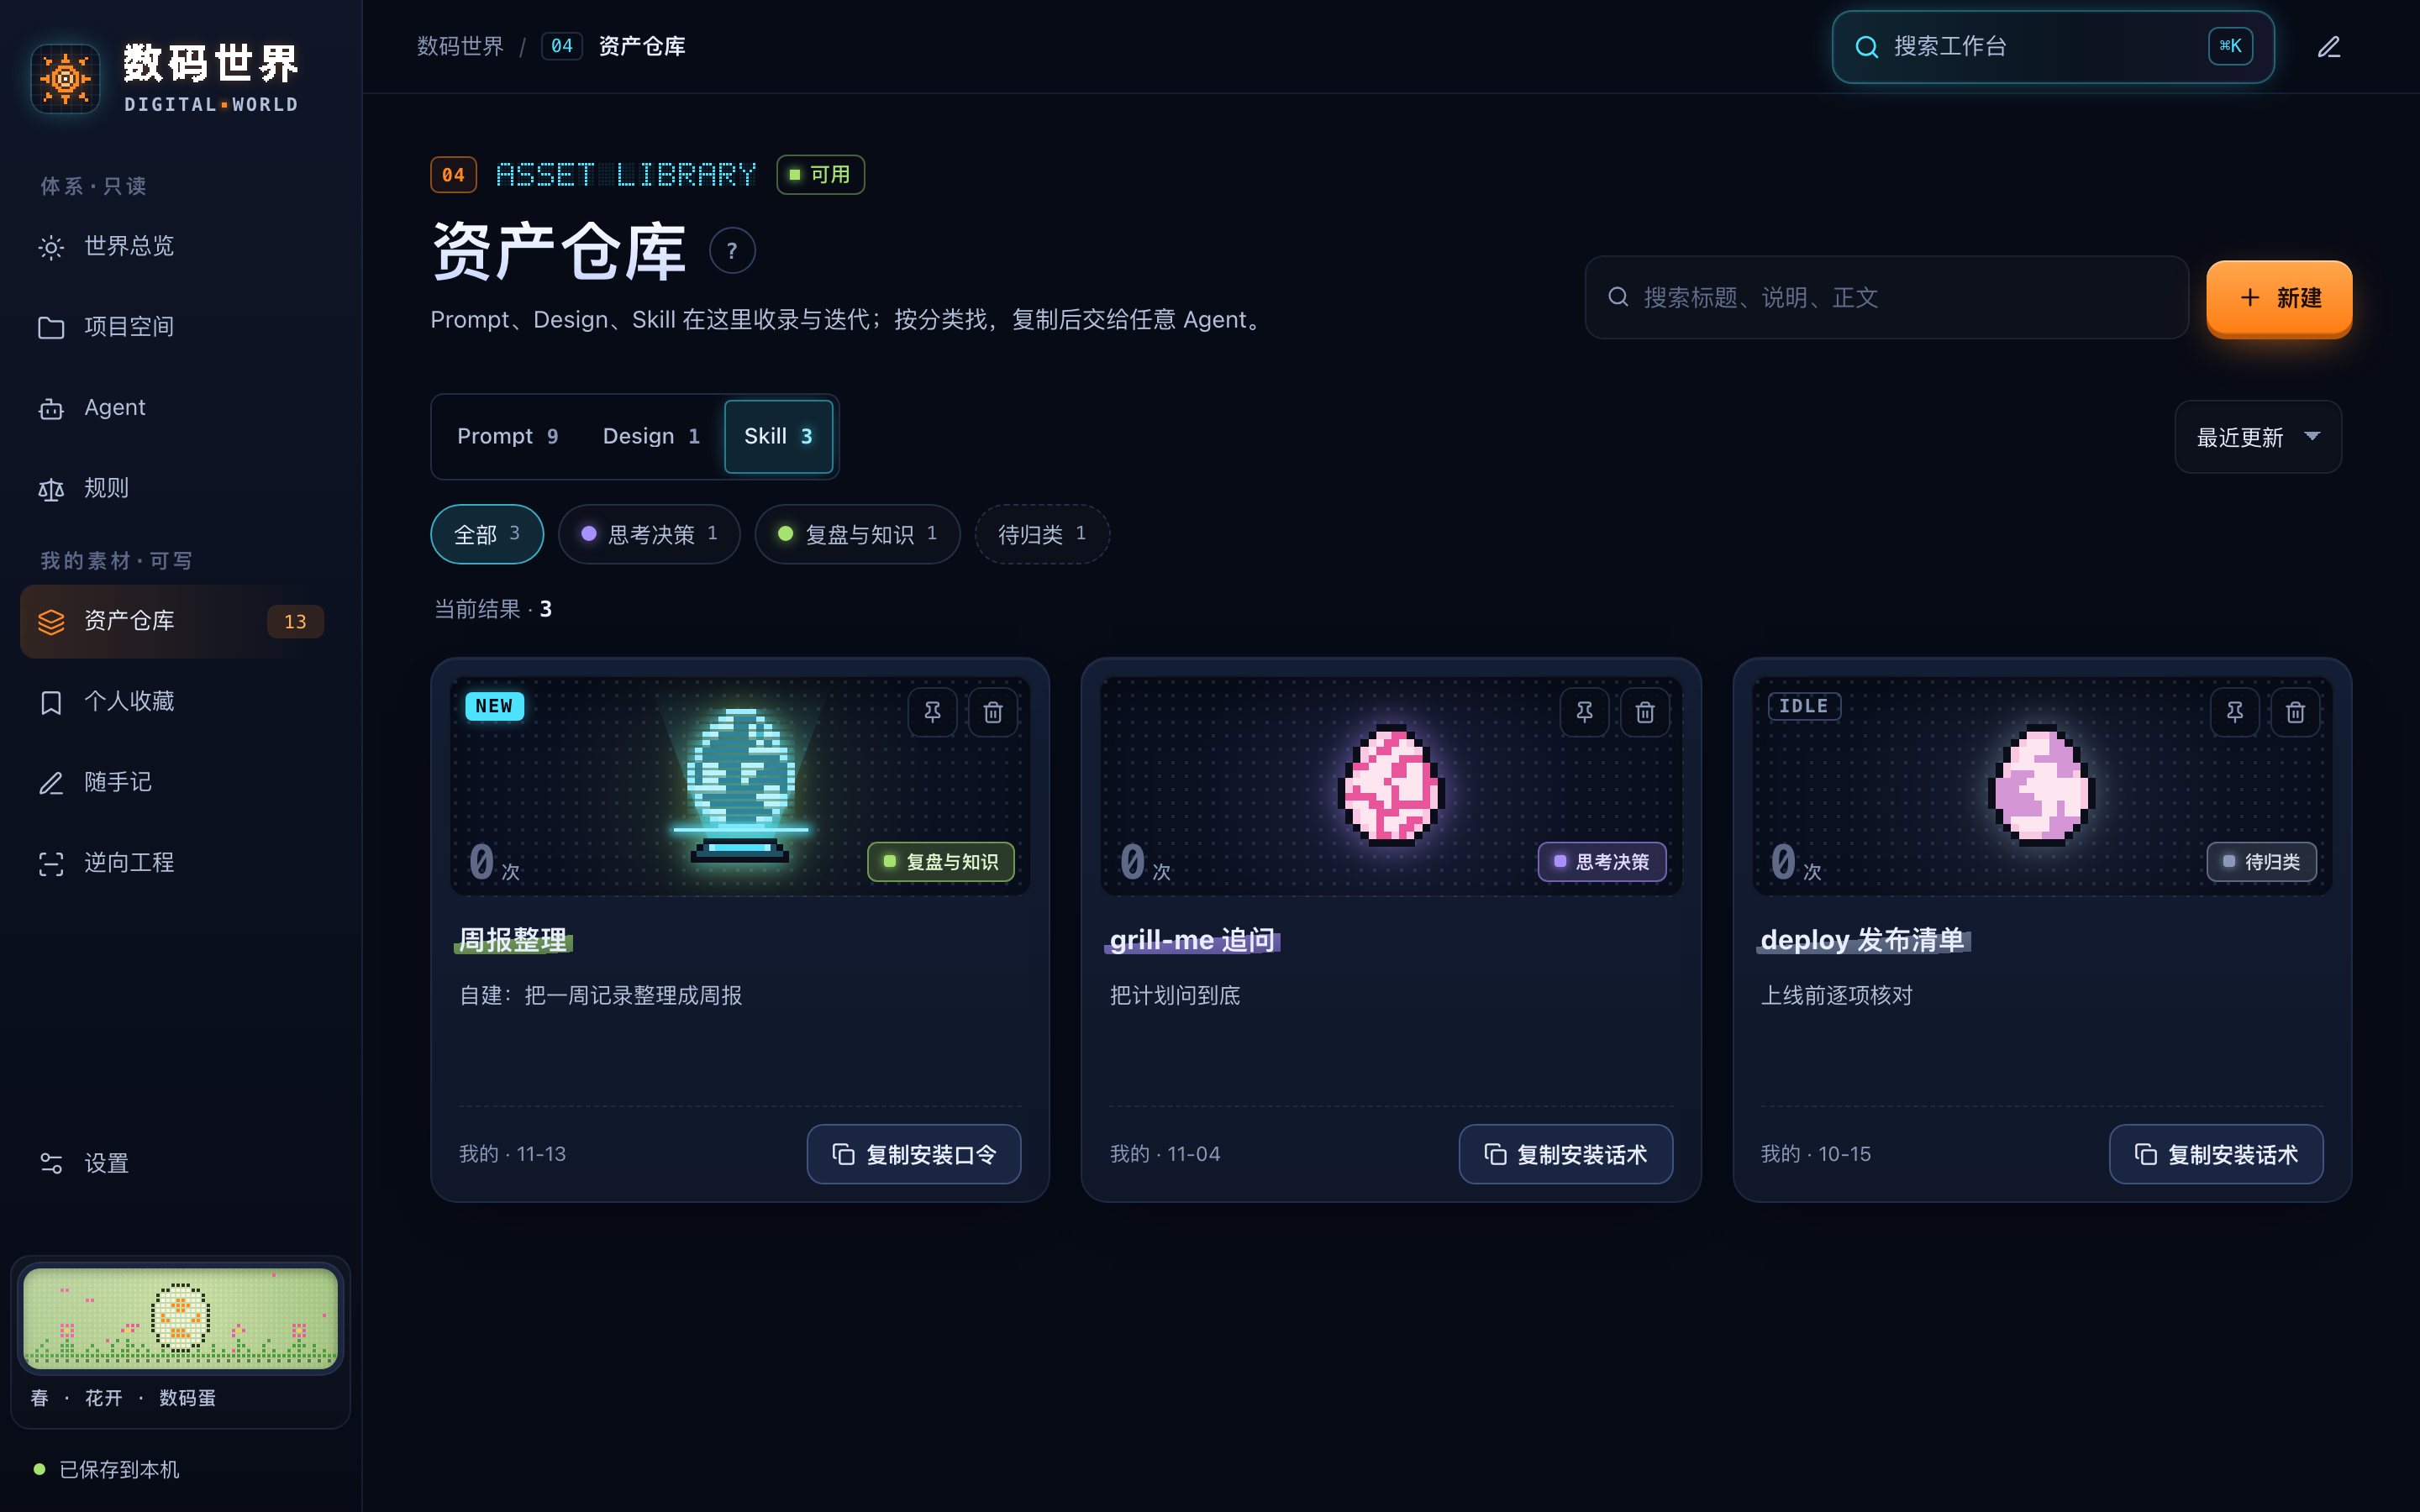 数码世界
DIGITAL·WORLD
体系·只读
世界总览
项目空间
Agent
规则
我的素材·可写
资产仓库 13
个人收藏
随手记
逆向工程
设置
春 · 花开 · 数码蛋
已保存到本机
数码世界 / 04 资产仓库
搜索工作台 ⌘K
04 ASSET LIBRARY 可用
资产仓库 ?
Prompt、Design、Skill 在这里收录与迭代；按分类找，复制后交给任意 Agent。
搜索标题、说明、正文
新建
Prompt 9 Design 1 Skill 3
最近更新
全部 3 思考决策 1 复盘与知识 1 待归类 1
当前结果 · 3
NEW
0 次
复盘与知识
周报整理
自建：把一周记录整理成周报
我的 · 11-13
复制安装口令
0 次
思考决策
grill-me 追问
把计划问到底
我的 · 11-04
复制安装话术
IDLE
0 次
待归类
deploy 发布清单
上线前逐项核对
我的 · 10-15
复制安装话术